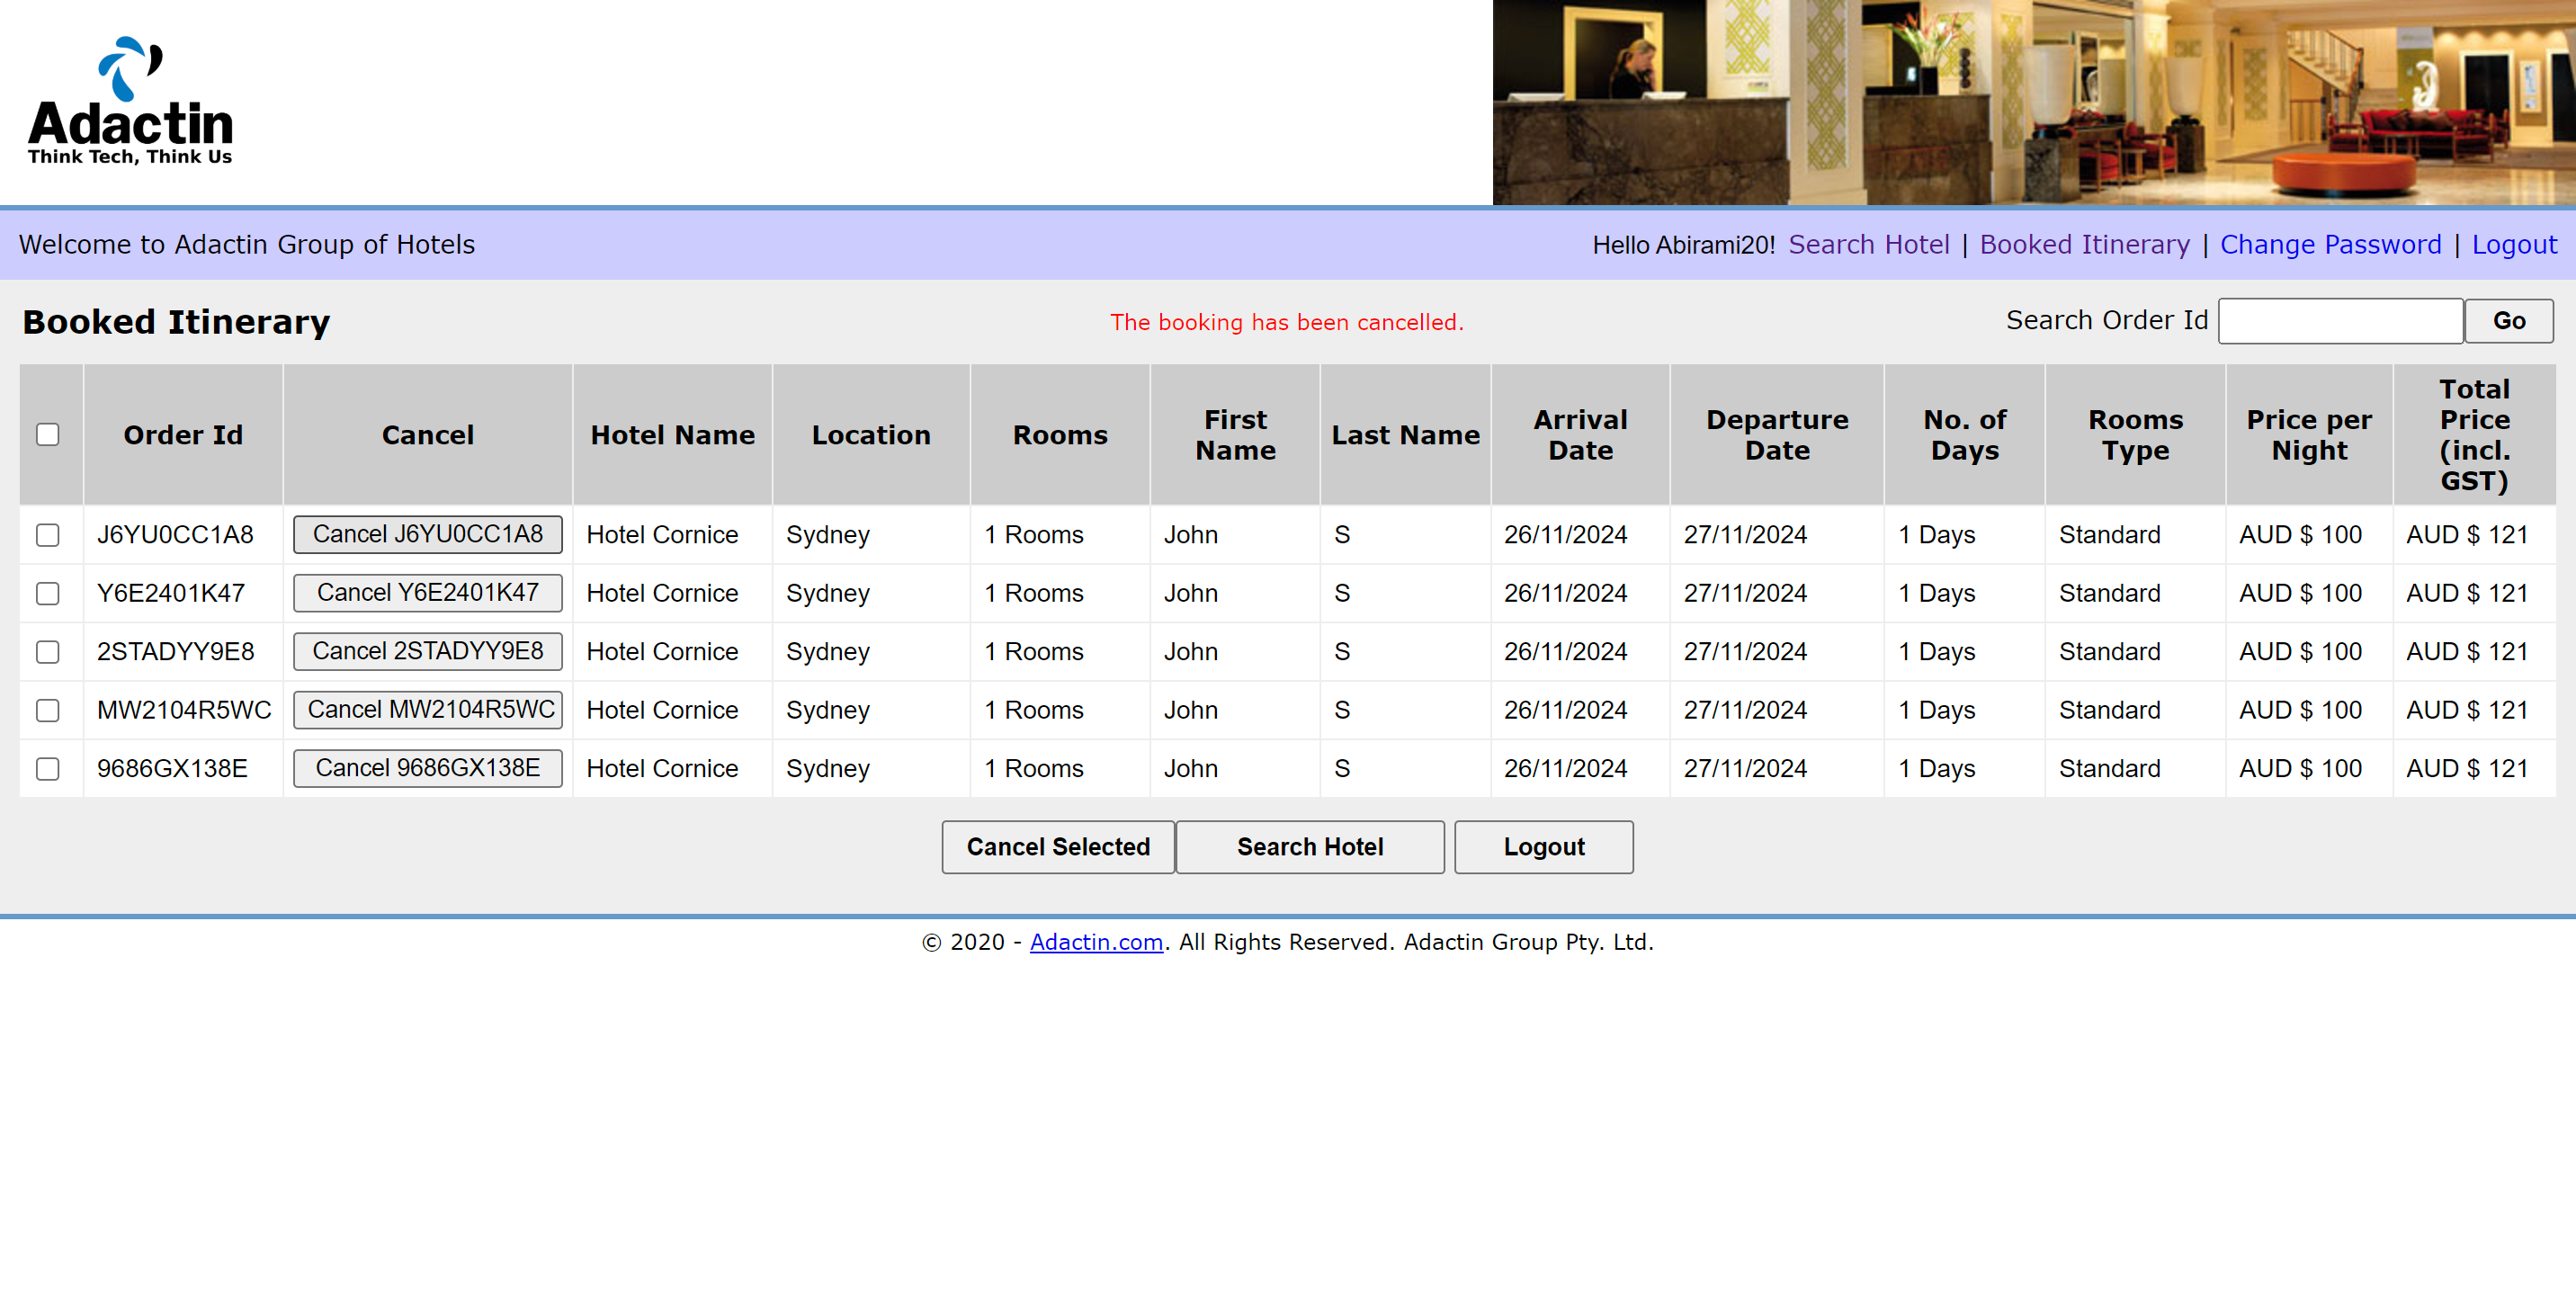 Adactin
Think Tech, Think Us
Welcome to Adactin Group of Hotels
Hello Abirami20! Search Hotel | Booked Itinerary | Change Password | Logout
Booked Itinerary
The booking has been cancelled.
Search Order Id Go
Order Id Cancel Hotel Name Location Rooms First Name Last Name Arrival Date Departure Date No. of Days Rooms Type Price per Night Total Price (incl. GST)
J6YU0CC1A8 Cancel J6YU0CC1A8 Hotel Cornice Sydney 1 Rooms John S 26/11/2024 27/11/2024 1 Days Standard AUD $ 100 AUD $ 121
Y6E2401K47 Cancel Y6E2401K47 Hotel Cornice Sydney 1 Rooms John S 26/11/2024 27/11/2024 1 Days Standard AUD $ 100 AUD $ 121
2STADYY9E8 Cancel 2STADYY9E8 Hotel Cornice Sydney 1 Rooms John S 26/11/2024 27/11/2024 1 Days Standard AUD $ 100 AUD $ 121
MW2104R5WC Cancel MW2104R5WC Hotel Cornice Sydney 1 Rooms John S 26/11/2024 27/11/2024 1 Days Standard AUD $ 100 AUD $ 121
9686GX138E Cancel 9686GX138E Hotel Cornice Sydney 1 Rooms John S 26/11/2024 27/11/2024 1 Days Standard AUD $ 100 AUD $ 121
Cancel Selected Search Hotel Logout
© 2020 - Adactin.com. All Rights Reserved. Adactin Group Pty. Ltd.